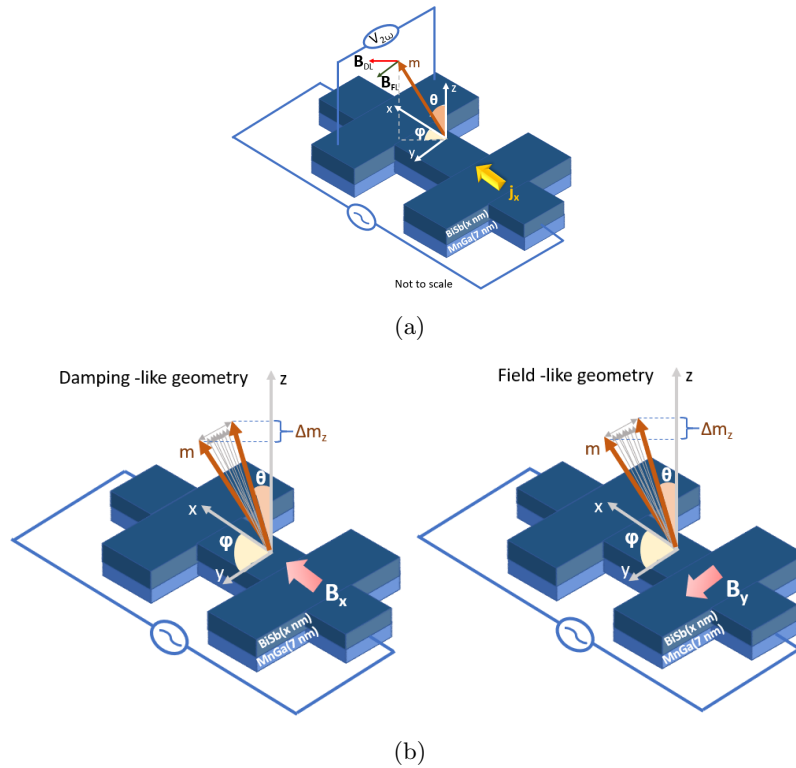 V2ω
BDL
m
BFL
z
θ
x
φ
y
jx
BiSb(x nm)
MnGa(7 nm)
Not to scale
(a)
Damping -like geometry
z
Δmz
m
θ
x
φ
y
Bx
BiSb(x nm)
MnGa(7 nm)
Field -like geometry
z
Δmz
m
θ
x
φ
y
By
BiSb(x nm)
MnGa(7 nm)
(b)